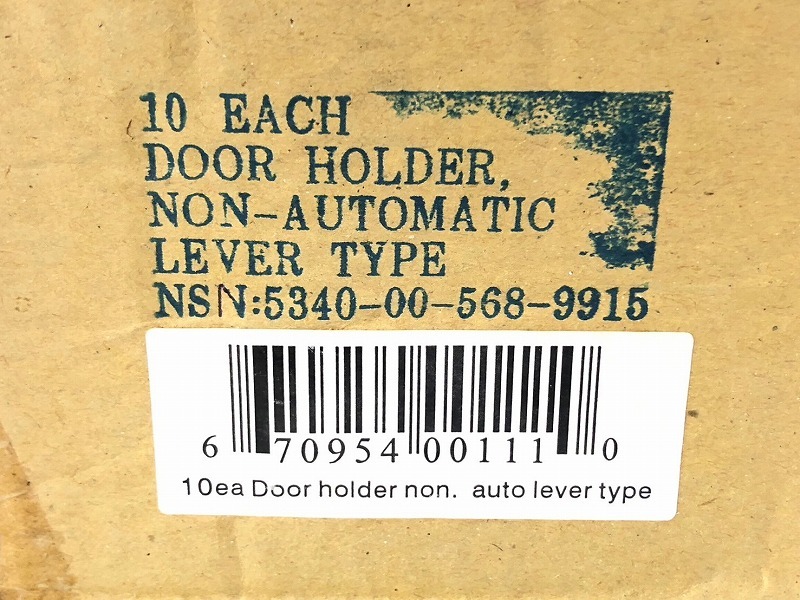 10 EACH
DOOR HOLDER,
NON-AUTOMATIC
LEVER TYPE
NSN:5340-00-568-9915
6 70954 00111 0
10ea Door holder non. auto lever type